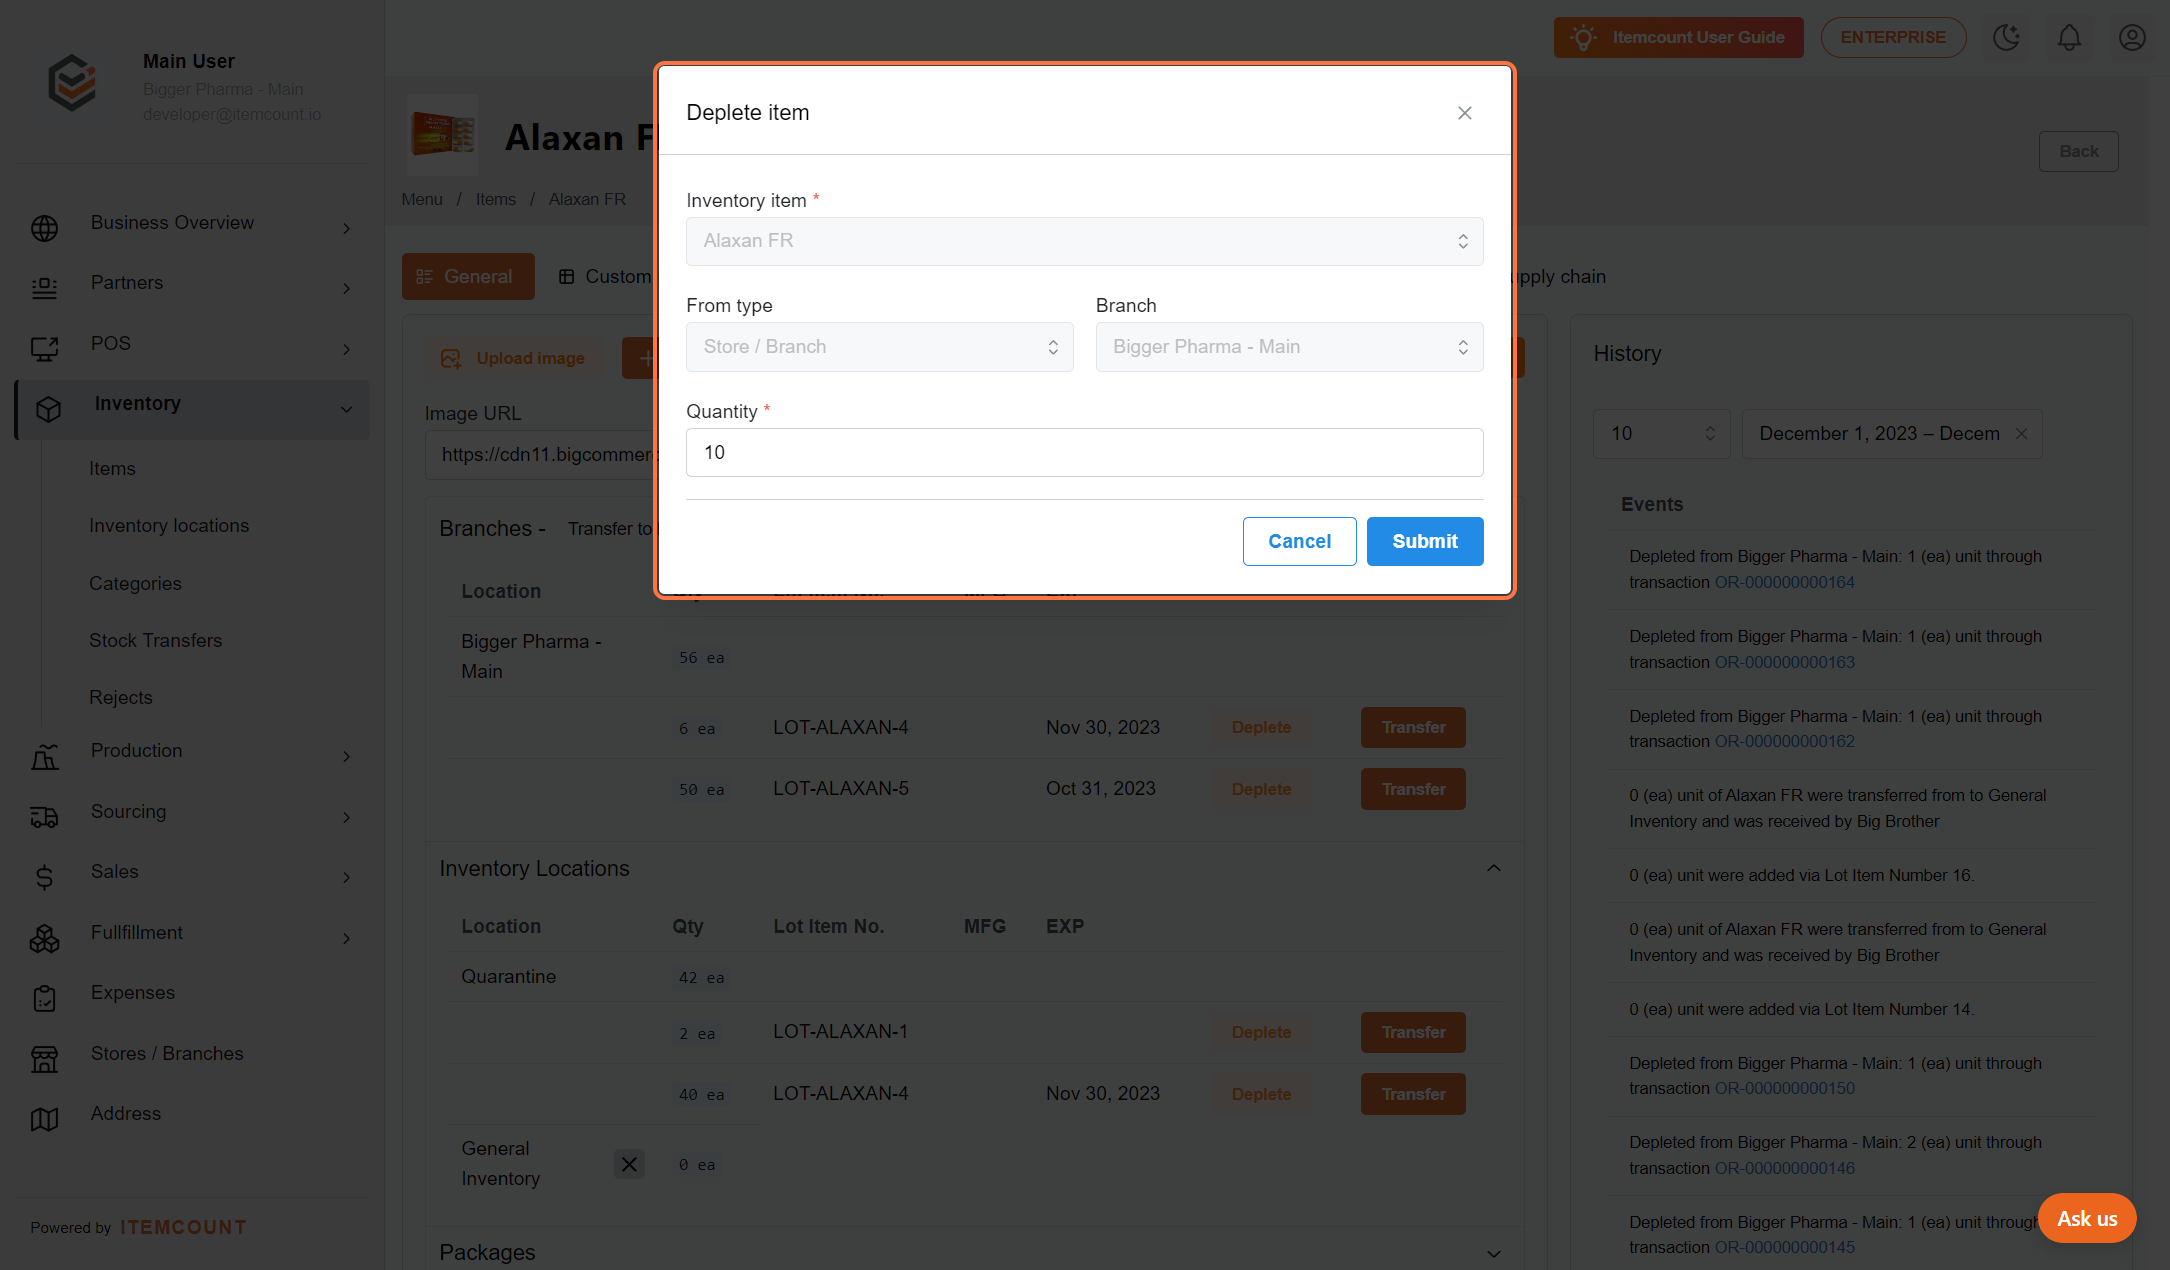 Main User
Bigger Pharma - Main
developer@itemcount.io
Itemcount User Guide
ENTERPRISE
Alaxan F
Back
Menu / Items / Alaxan FR
Business Overview
Partners
POS
Inventory
Items
Inventory locations
Categories
Stock Transfers
Rejects
Production
Sourcing
Sales
Fullfillment
Expenses
Stores / Branches
Address
Powered by ITEMCOUNT
General
Custom
upply chain
Upload image
Image URL
https://cdn11.bigcommerc
Deplete item
Inventory item *
Alaxan FR
From type
Store / Branch
Branch
Bigger Pharma - Main
Quantity *
10
Cancel
Submit
Branches - Transfer to
Location
Bigger Pharma -
Main
56 ea
6 ea LOT-ALAXAN-4 Nov 30, 2023 Deplete Transfer
50 ea LOT-ALAXAN-5 Oct 31, 2023 Deplete Transfer
Inventory Locations
Location Qty Lot Item No. MFG EXP
Quarantine 42 ea
2 ea LOT-ALAXAN-1 Deplete Transfer
40 ea LOT-ALAXAN-4 Nov 30, 2023 Deplete Transfer
General
Inventory
0 ea
Packages
History
10
December 1, 2023 – Decem
Events
Depleted from Bigger Pharma - Main: 1 (ea) unit through
transaction OR-000000000164
Depleted from Bigger Pharma - Main: 1 (ea) unit through
transaction OR-000000000163
Depleted from Bigger Pharma - Main: 1 (ea) unit through
transaction OR-000000000162
0 (ea) unit of Alaxan FR were transferred from to General
Inventory and was received by Big Brother
0 (ea) unit were added via Lot Item Number 16.
0 (ea) unit of Alaxan FR were transferred from to General
Inventory and was received by Big Brother
0 (ea) unit were added via Lot Item Number 14.
Depleted from Bigger Pharma - Main: 1 (ea) unit through
transaction OR-000000000150
Depleted from Bigger Pharma - Main: 2 (ea) unit through
transaction OR-000000000146
Depleted from Bigger Pharma - Main: 1 (ea) unit through
transaction OR-000000000145
Ask us